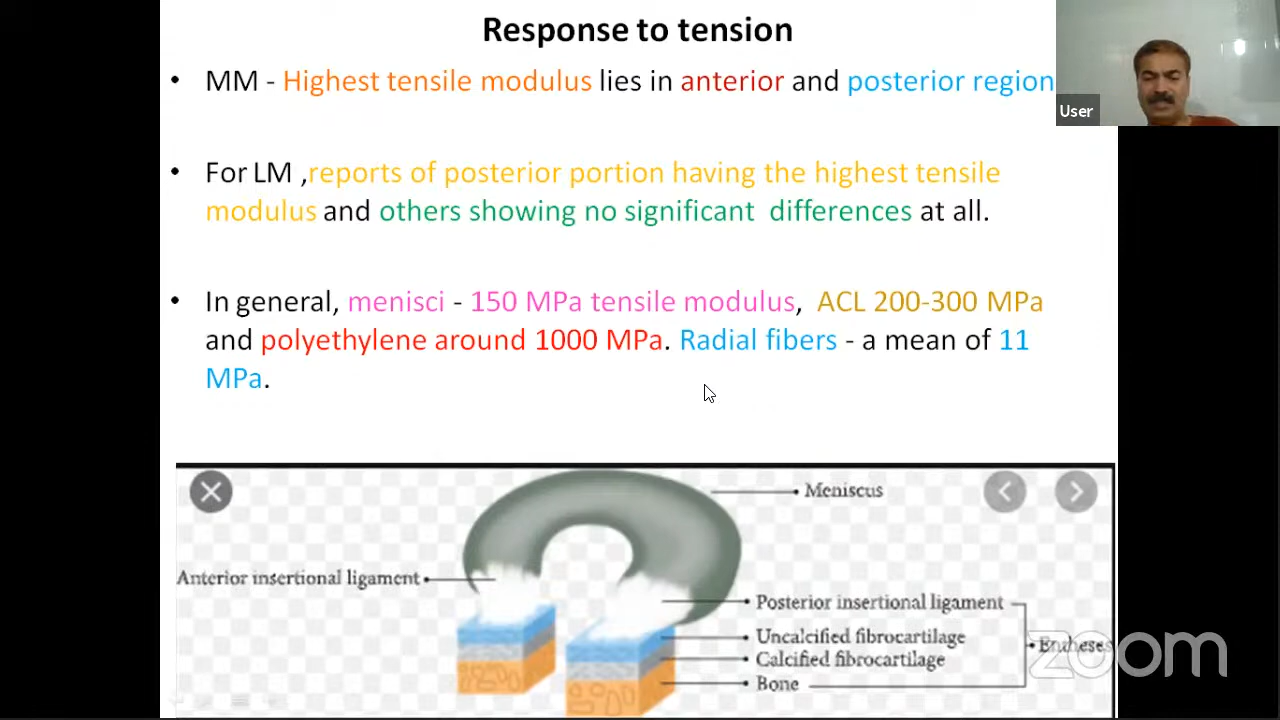 Response to tension
• MM - Highest tensile modulus lies in anterior and posterior region
User
• For LM ,reports of posterior portion having the highest tensile
modulus and others showing no significant differences at all.
• In general, menisci - 150 MPa tensile modulus, ACL 200-300 MPa
and polyethylene around 1000 MPa. Radial fibers - a mean of 11
MPa.
Meniscus
Anterior insertional ligament
Posterior insertional ligament
Uncalcified fibrocartilage
Entheses
Calcified fibrocartilage
Bone
zoom